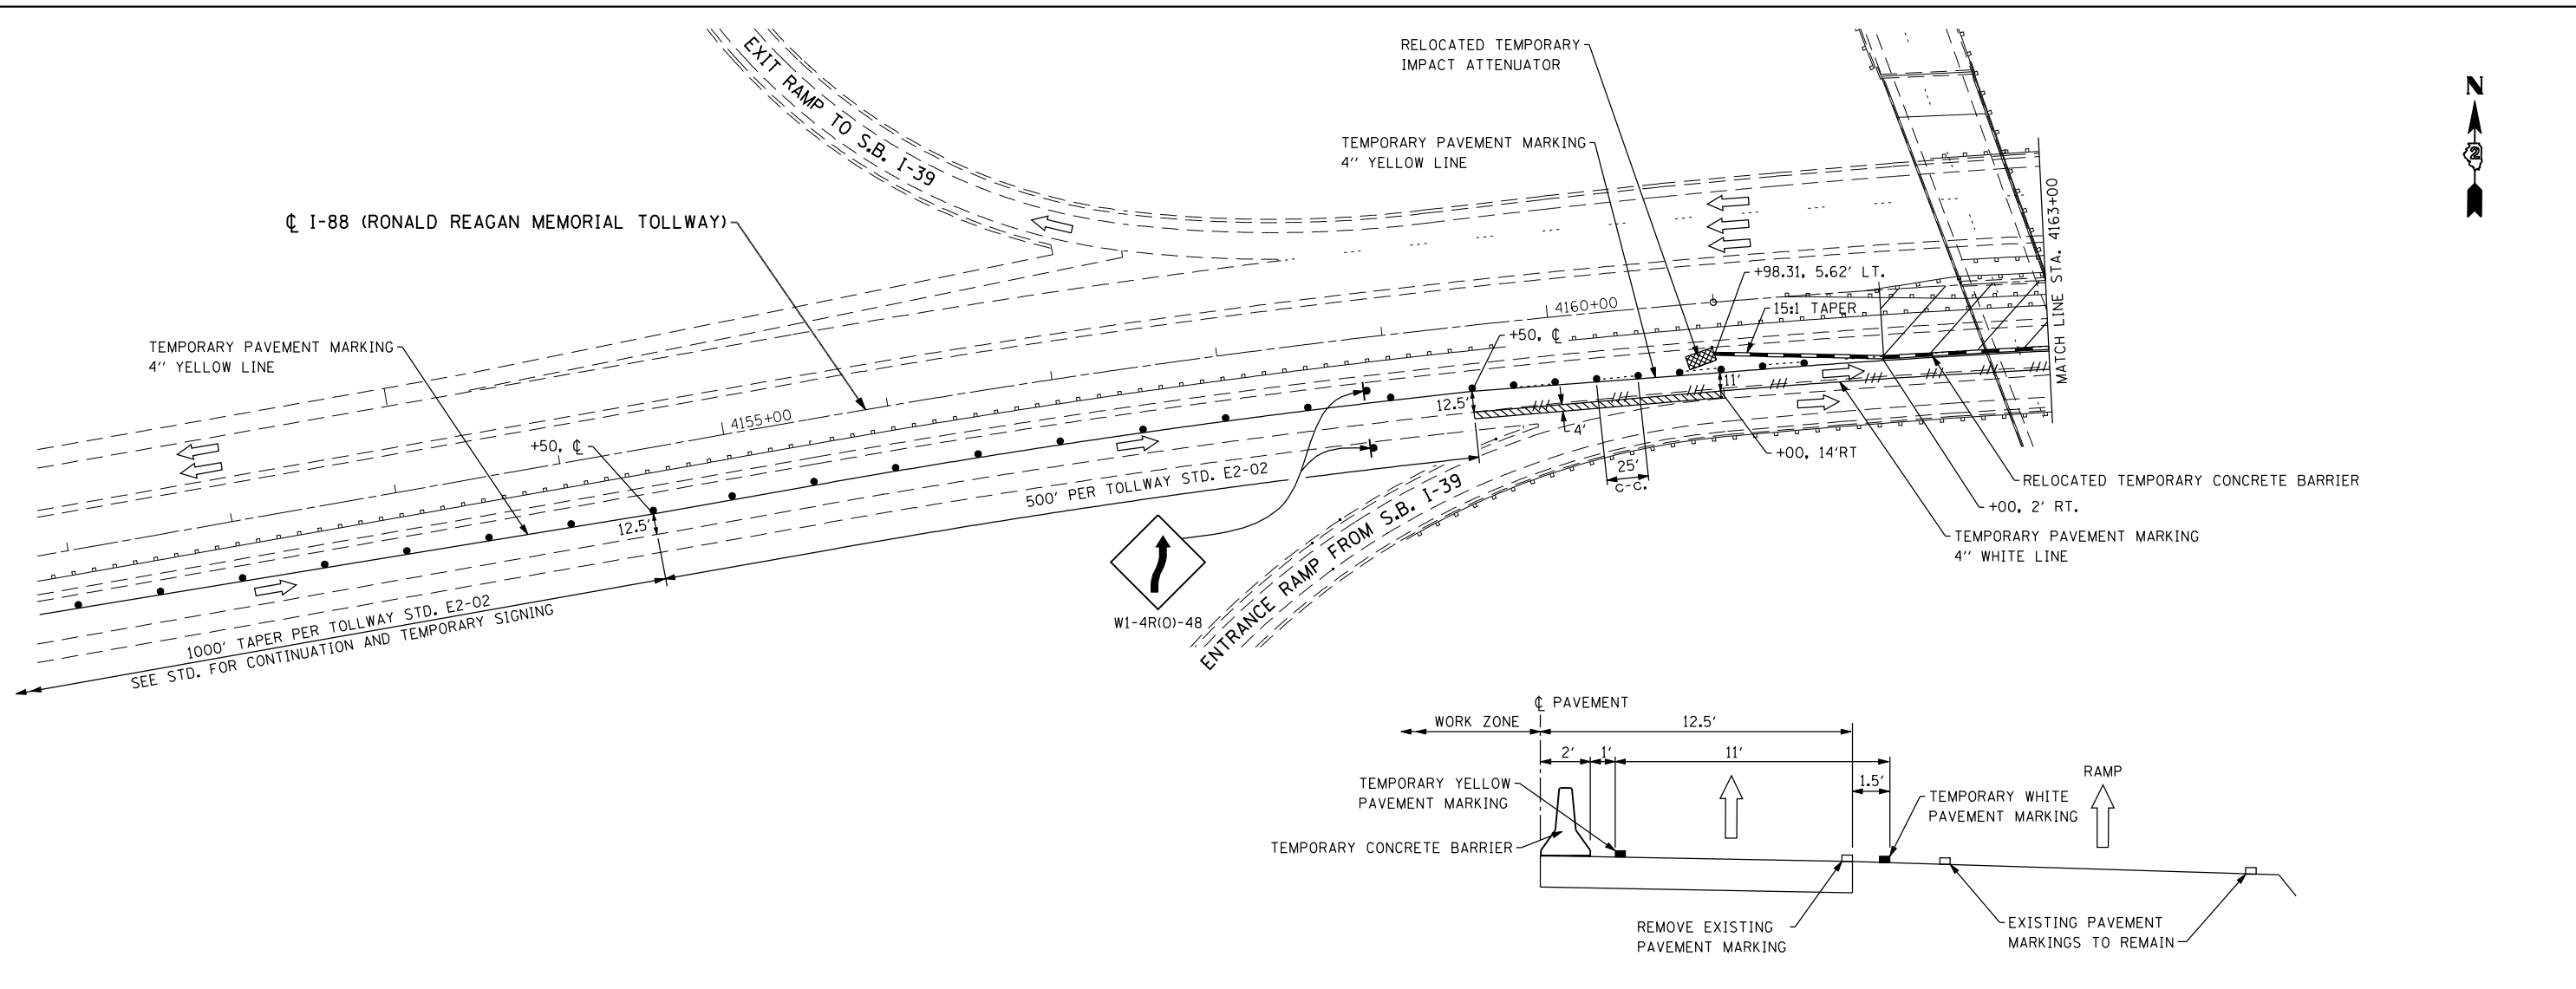 RELOCATED TEMPORARY
IMPACT ATTENUATOR
N
2
EXIT RAMP TO S.B. I-39
TEMPORARY PAVEMENT MARKING
4" YELLOW LINE
℄ I-88 (RONALD REAGAN MEMORIAL TOLLWAY)
MATCH LINE STA. 4163+00
+98.31, 5.62' LT.
4160+00
15:1 TAPER
+50, ℄
TEMPORARY PAVEMENT MARKING
4" YELLOW LINE
4155+00
12.5'
11'
4'
+50, ℄
+00, 14'RT
25'
C-C.
RELOCATED TEMPORARY CONCRETE BARRIER
+00, 2' RT.
12.5'
500' PER TOLLWAY STD. E2-02
TEMPORARY PAVEMENT MARKING
4" WHITE LINE
ENTRANCE RAMP FROM S.B. I-39
1000' TAPER PER TOLLWAY STD. E2-02
SEE STD. FOR CONTINUATION AND TEMPORARY SIGNING
W1-4R(O)-48
℄ PAVEMENT
WORK ZONE
12.5'
2'
1'
11'
1.5'
RAMP
TEMPORARY YELLOW
PAVEMENT MARKING
TEMPORARY WHITE
PAVEMENT MARKING
TEMPORARY CONCRETE BARRIER
REMOVE EXISTING
PAVEMENT MARKING
EXISTING PAVEMENT
MARKINGS TO REMAIN